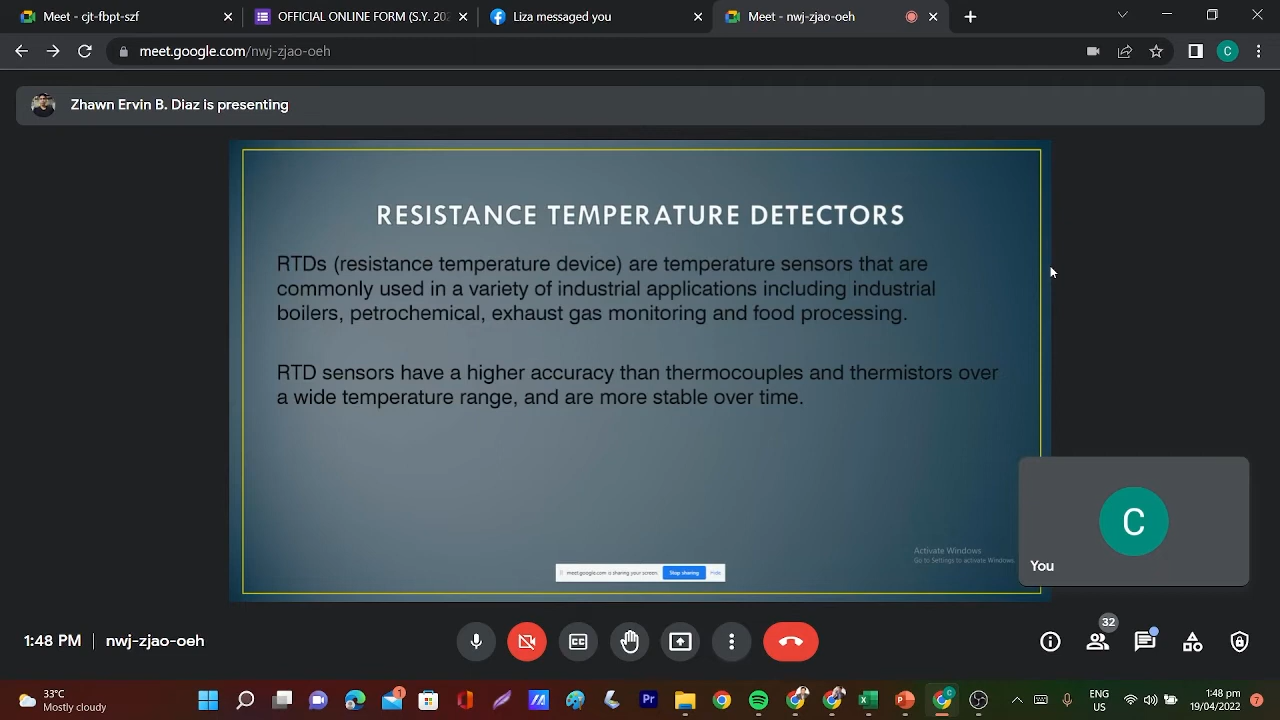 Meet - djt-fbpt-szf
OFFICIAL ONLINE FORM (S.Y. 202
Liza messaged you
Meet - nwj-zjao-oeh
meet.google.com/nwj-zjao-oeh
C
Zhawn Ervin B. Diaz is presenting
RESISTANCE TEMPERATURE DETECTORS
RTDs (resistance temperature device) are temperature sensors that are
commonly used in a variety of industrial applications including industrial
boilers, petrochemical, exhaust gas monitoring and food processing.
RTD sensors have a higher accuracy than thermocouples and thermistors over
a wide temperature range, and are more stable over time.
C
You
Activate Windows
Go to Settings to activate Windows.
meet.google.com is sharing your screen. Stop sharing Hide
1:48 PM | nwj-zjao-oeh
32
33°C
Mostly cloudy
1
Pr
C
ENG
US
1:48 pm
19/04/2022
7